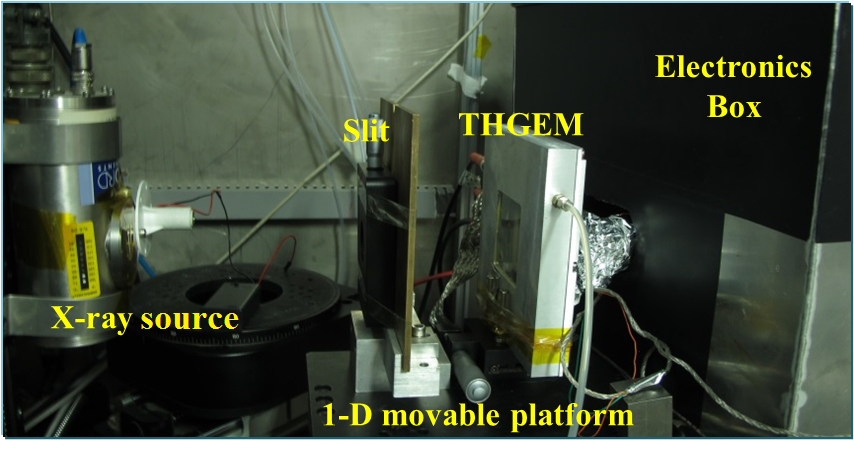 Electronics
Box
THGEM
Slit
X-ray source
1-D movable platform